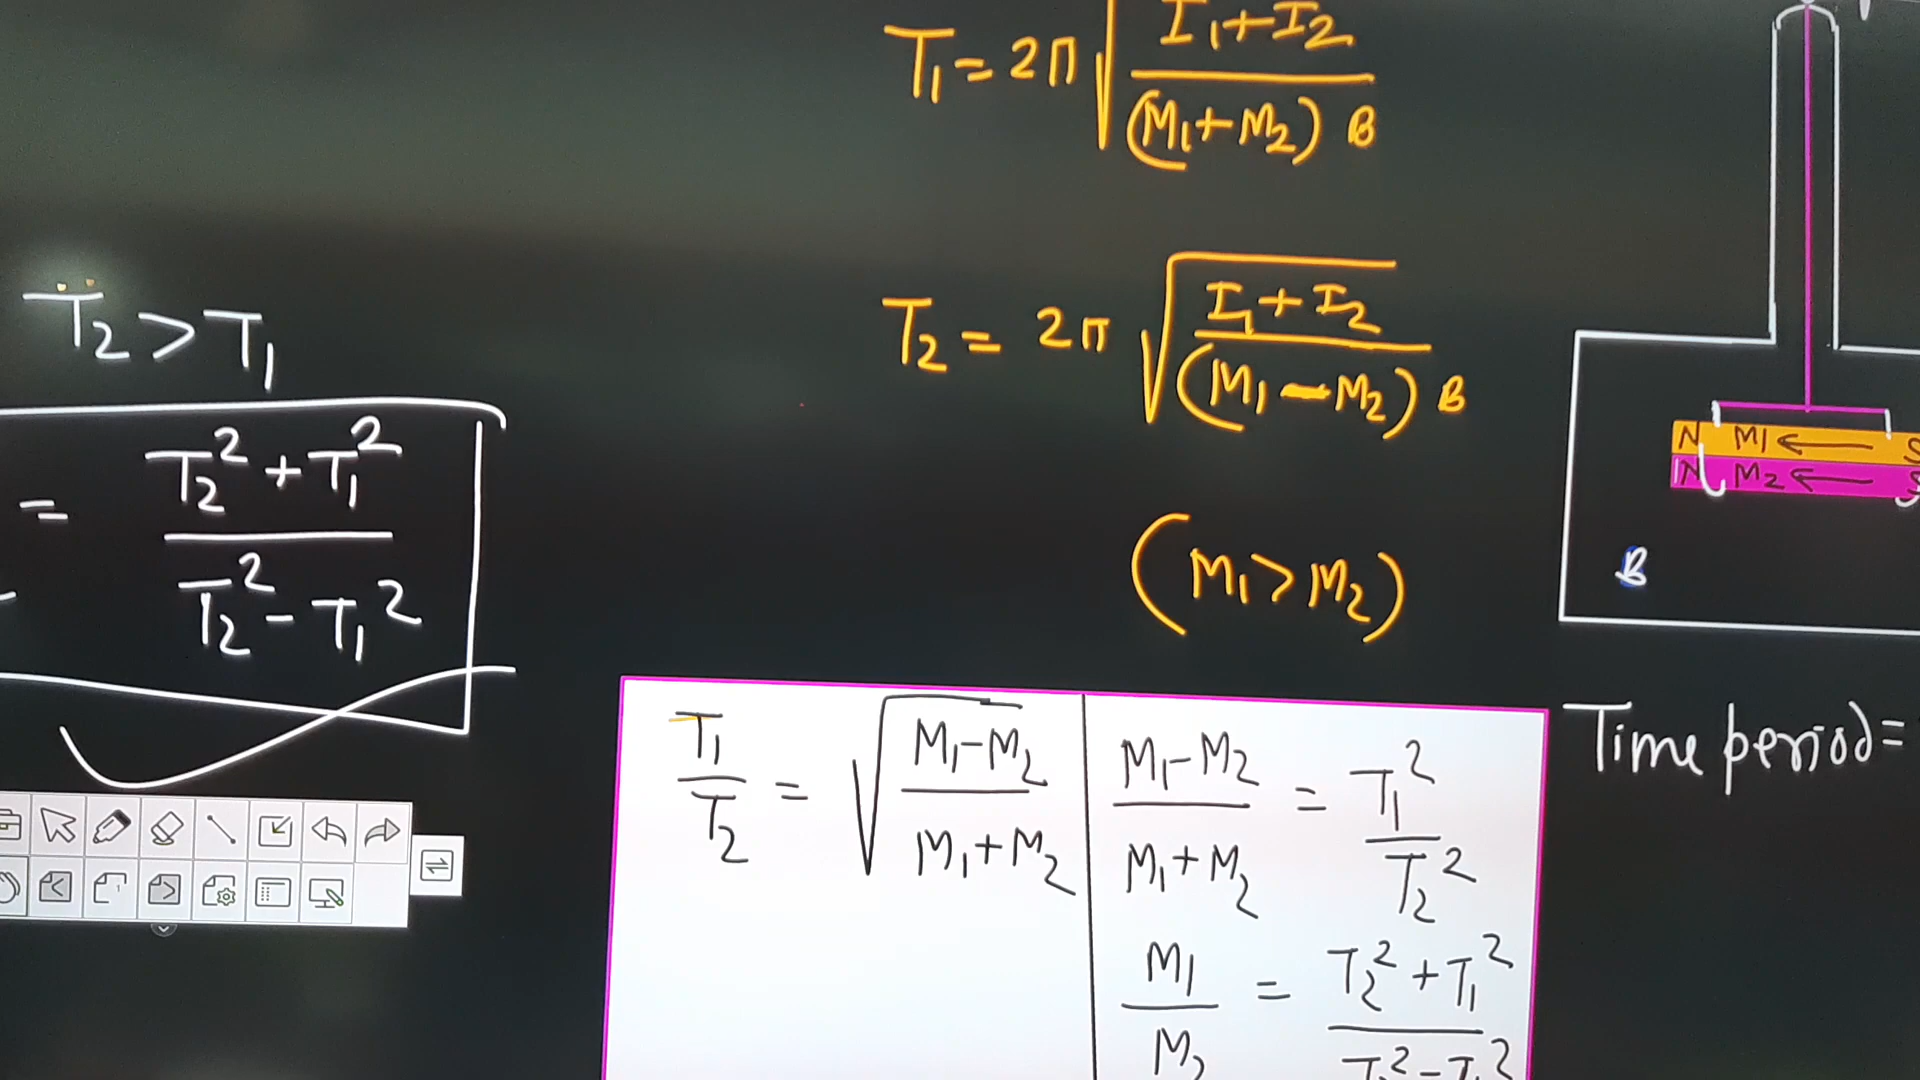 T₁ = 2π √((I₁+I₂)/((M₁+M₂) B))
T₂ = 2π √((I₁+I₂)/((M₁-M₂) B))
(M₁>M₂)
T₂>T₁
= (T₂²+T₁²)/(T₂²-T₁²)
T₁/T₂ = √((M₁-M₂)/(M₁+M₂))
(M₁-M₂)/(M₁+M₂) = T₁²/T₂²
M₁/M₂ = (T₂²+T₁²)/(T₂²-T₁²)
N M₁ ← S
N M₂ ← S
B
Time period =